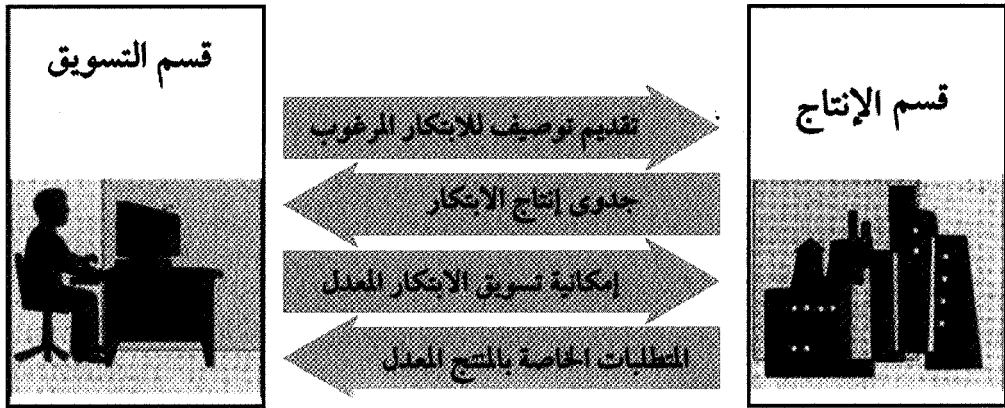 قسم الإنتاج
قسم التسويق
تقديم توصيف للابتكار المرغوب
جدوى إنتاج الابتكار
إمكانية تسويق الابتكار المعدل
المتطلبات الخاصة بالمنتج المعدل